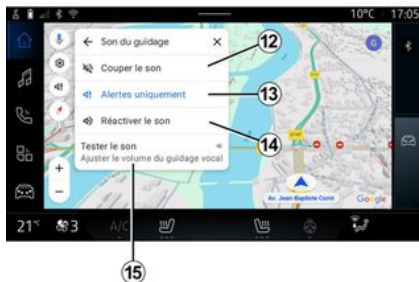 10°C 17:05
Son du guidage
G
12
Couper le son
13
Alertes uniquement
Réactiver le son
14
Tester le son
Ajuster le volume du guidage vocal
Av. Jean-Baptiste Corot
Google
21°C
3
A/C
15